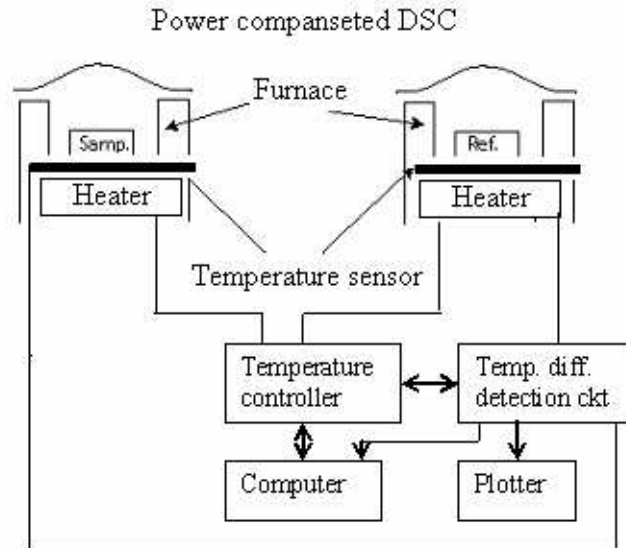 Power companseted DSC
Furnace
Samp.
Ref.
Heater
Heater
Temperature sensor
Temperature
controller
Temp. diff.
detection ckt
Computer
Plotter